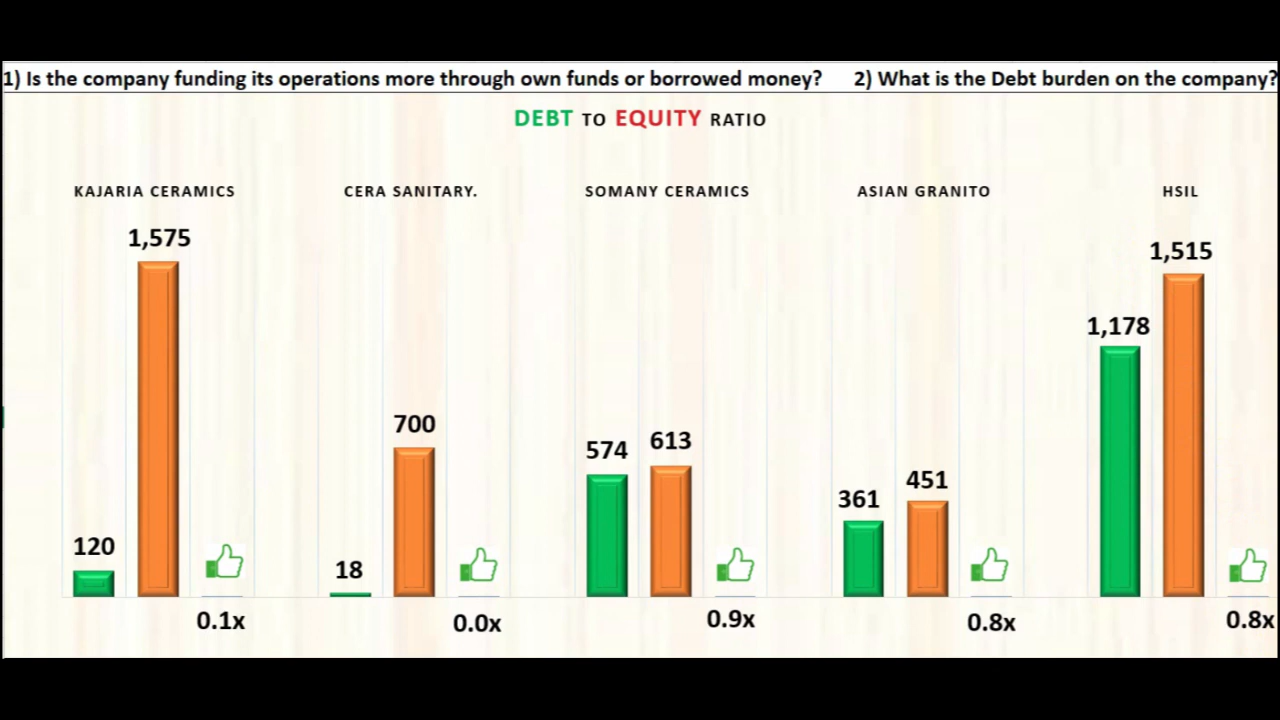 1) Is the company funding its operations more through own funds or borrowed money? 2) What is the Debt burden on the company?
DEBT TO EQUITY RATIO
KAJARIA CERAMICS CERA SANITARY. SOMANY CERAMICS ASIAN GRANITO HSIL
1,575
1,515
1,178
700
574 613
361 451
120
18
0.1x 0.0x 0.9x 0.8x 0.8x